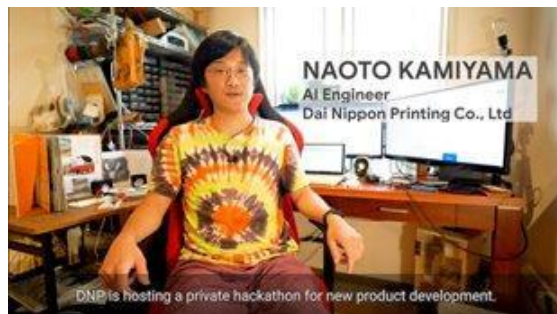 NAOTO KAMIYAMA
AI Engineer
Dai Nippon Printing Co., Ltd
DNP is hosting a private hackathon for new product development.